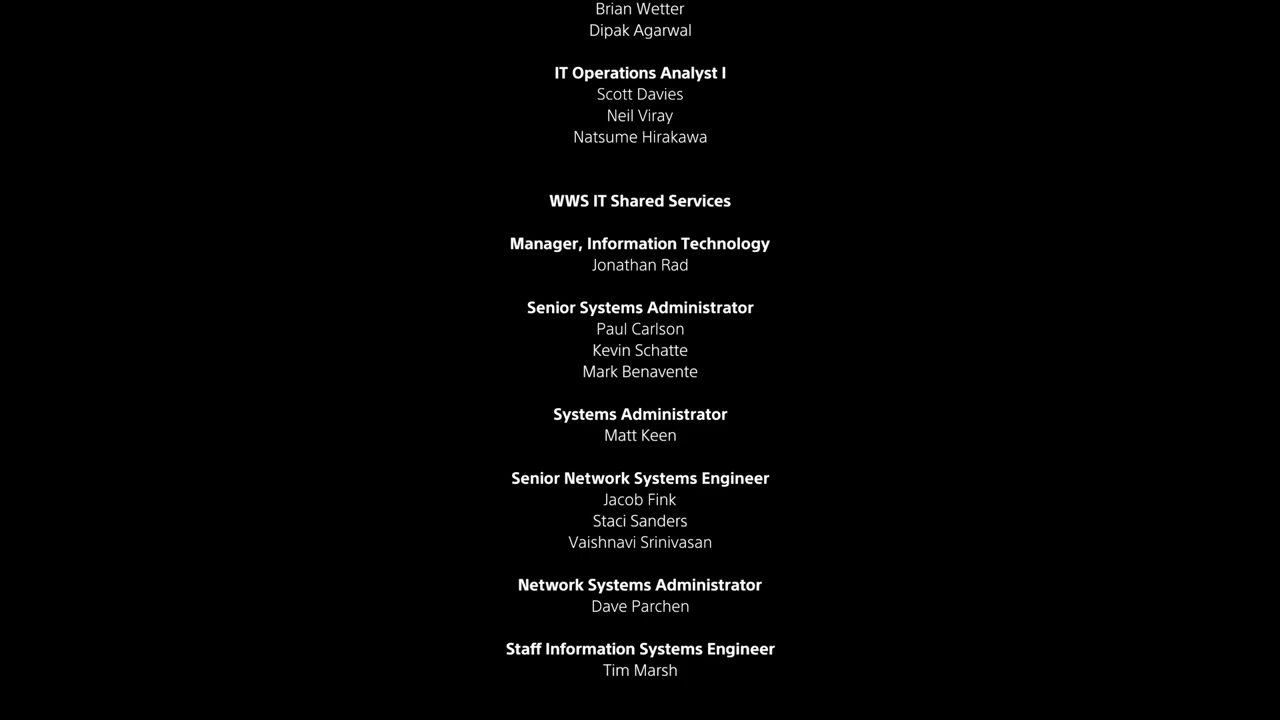 Brian Wetter
Dipak Agarwal
IT Operations Analyst I
Scott Davies
Neil Viray
Natsume Hirakawa
WWS IT Shared Services
Manager, Information Technology
Jonathan Rad
Senior Systems Administrator
Paul Carlson
Kevin Schatte
Mark Benavente
Systems Administrator
Matt Keen
Senior Network Systems Engineer
Jacob Fink
Staci Sanders
Vaishnavi Srinivasan
Network Systems Administrator
Dave Parchen
Staff Information Systems Engineer
Tim Marsh